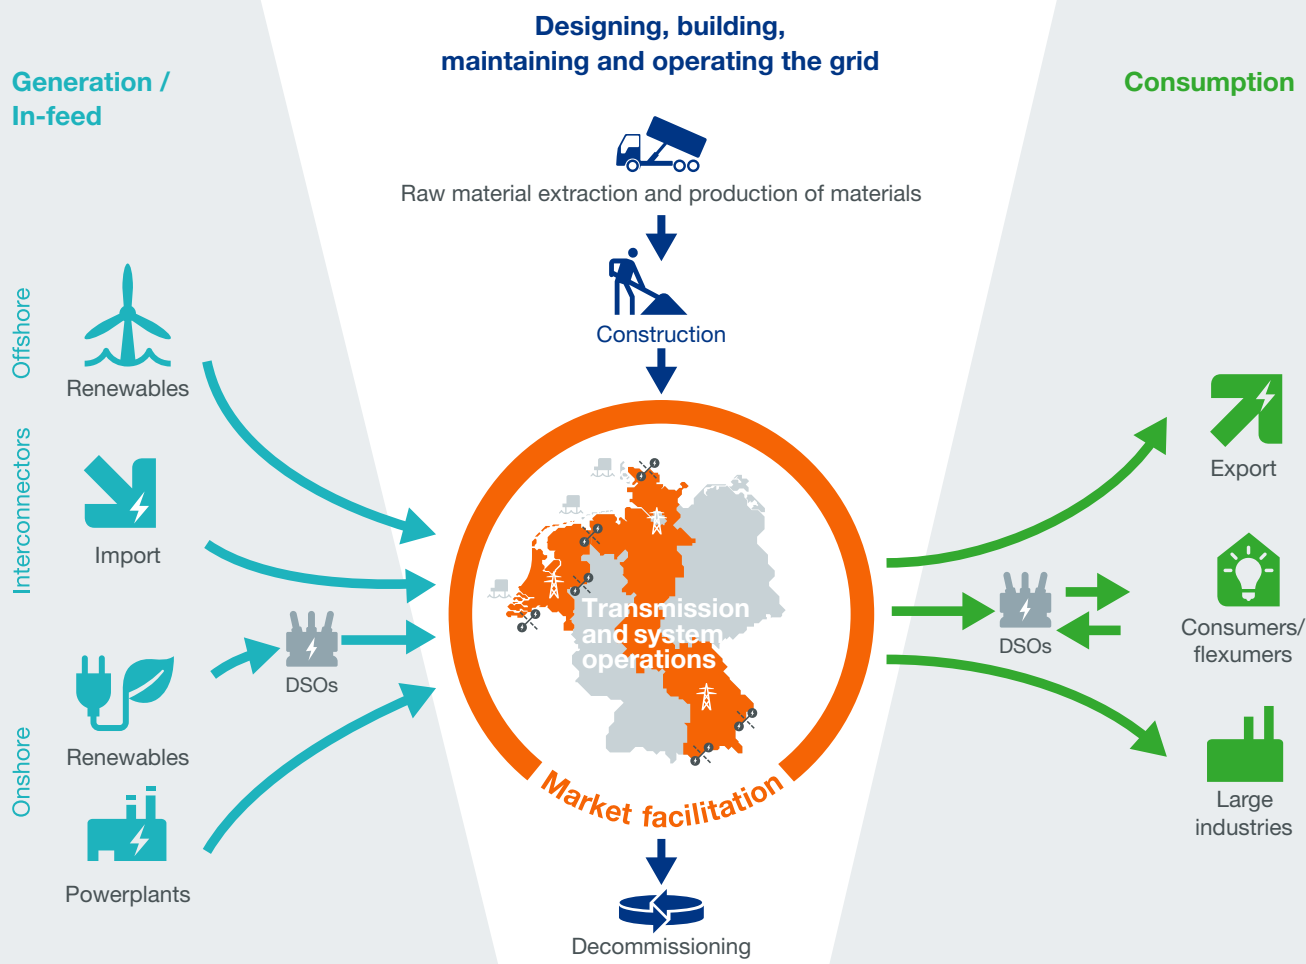 Designing, building,
maintaining and operating the grid
Generation /
In-feed
Consumption
Raw material extraction and production of materials
Construction
Offshore
Renewables
Interconnectors
Import
Onshore
DSOs
Renewables
Powerplants
Transmission
and system
operations
Market facilitation
Export
DSOs
Consumers/
flexumers
Large
industries
Decommissioning